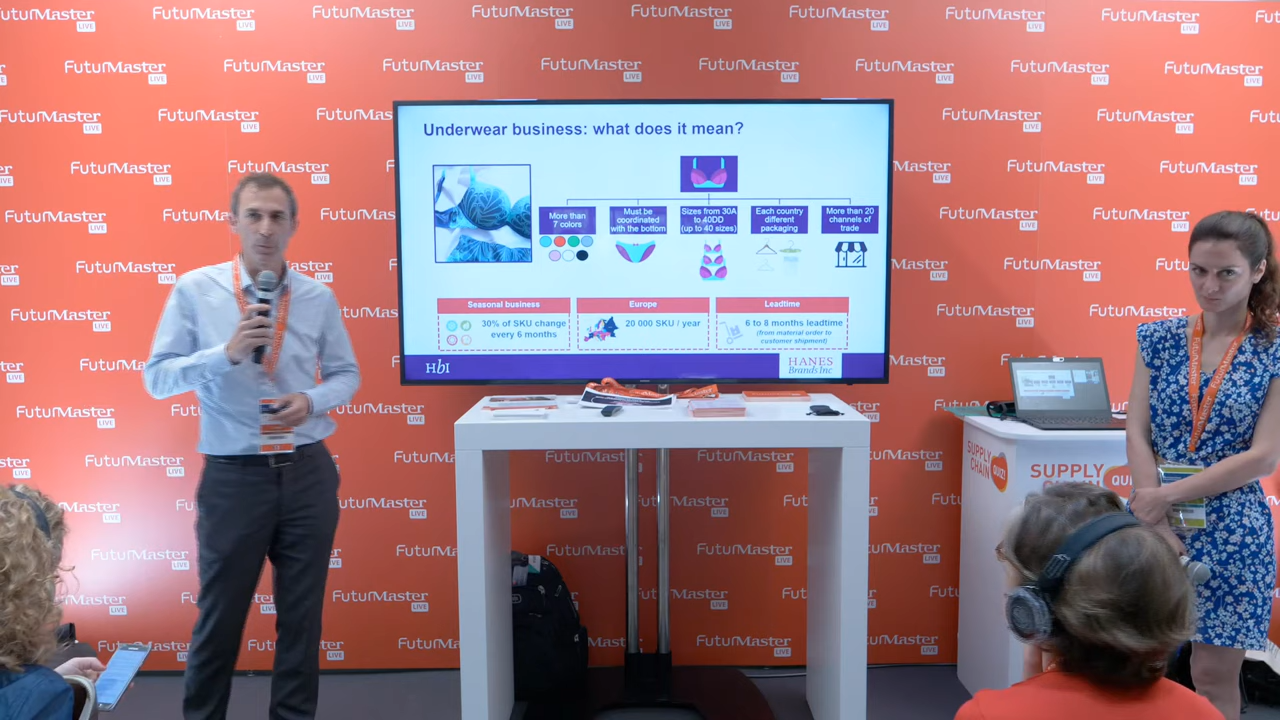 FuturMaster LIVE
Underwear business: what does it mean?
More than
7 colors
Must be
coordinated
with the bottom
Sizes from 30A
to 40DD
(up to 40 sizes)
Each country
different
packaging
More than 20
channels of
trade
Seasonal business
30% of SKU change
every 6 months
Europe
20 000 SKU / year
Leadtime
6 to 8 months leadtime
(from material order to
customer shipment)
HbI
HANES
Brands Inc
SUPPLY
CHAIN
QUIZ!
SUPPLY
QUIZ